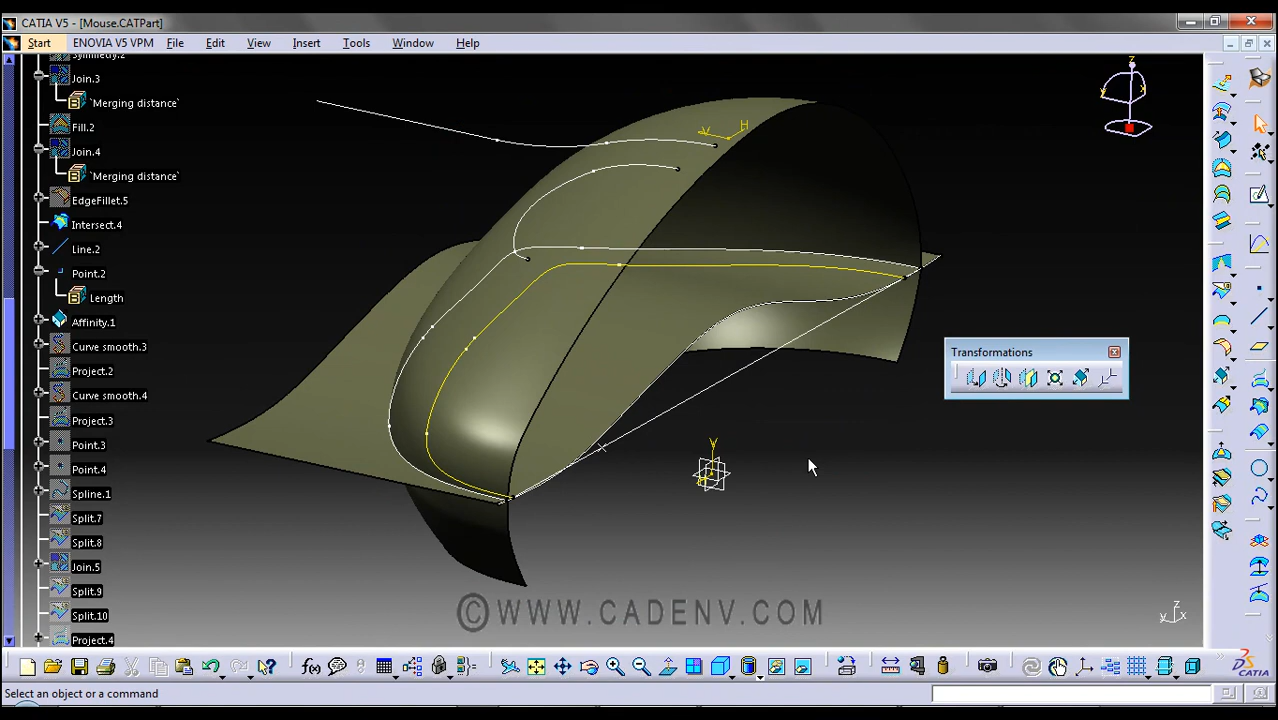 CATIA V5 - [Mouse.CATPart]
Start ENOVIA V5 VPM File Edit View Insert Tools Window Help
Symmetry.2
Join.3
`Merging distance`
Fill.2
Join.4
`Merging distance`
EdgeFillet.5
Intersect.4
Line.2
Point.2
Length
Affinity.1
Curve smooth.3
Project.2
Curve smooth.4
Project.3
Point.3
Point.4
Spline.1
Split.7
Split.8
Join.5
Split.9
Split.10
Project.4
V H
Z
Y X
Transformations
Y
©WWW.CADENV.COM
Z
Y X
f(x)
CATIA
Select an object or a command